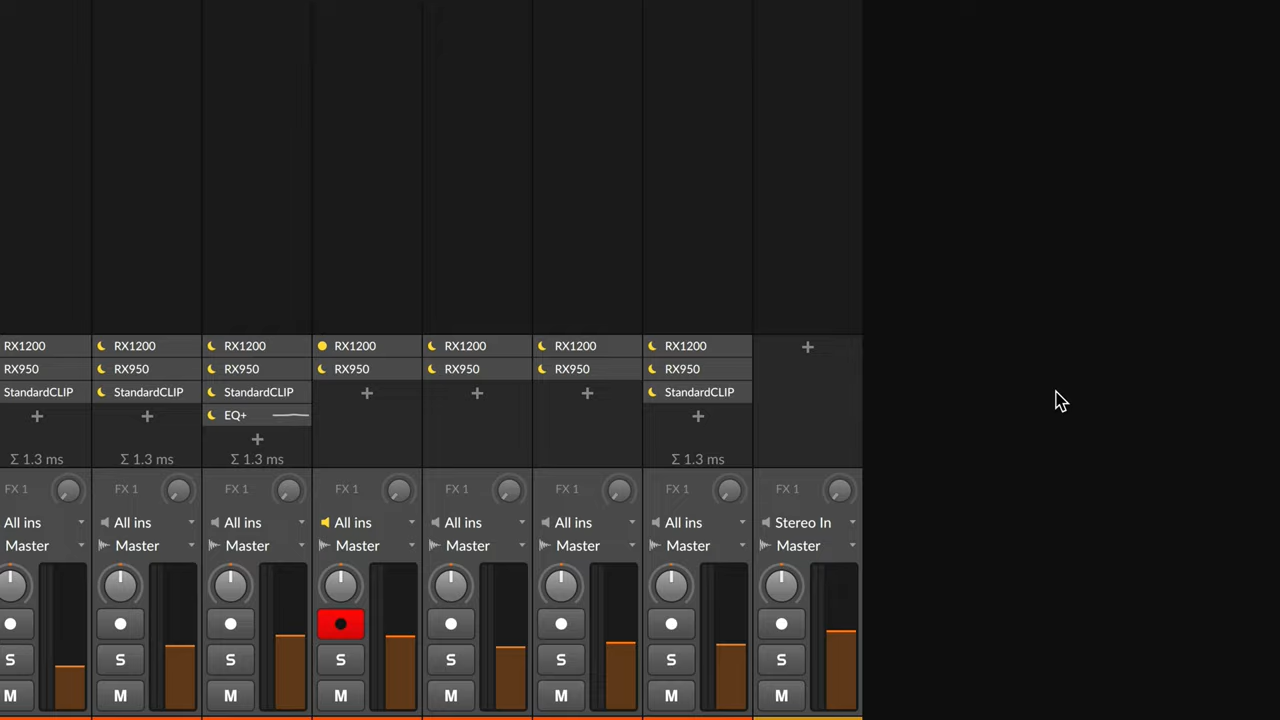 RX1200 RX1200 RX1200 RX1200 RX1200 RX1200 RX1200 +
RX950 RX950 RX950 RX950 RX950 RX950 RX950
StandardCLIP StandardCLIP StandardCLIP + + + StandardCLIP
+ + EQ+ +
+
Σ 1.3 ms Σ 1.3 ms Σ 1.3 ms Σ 1.3 ms
FX 1 FX 1 FX 1 FX 1 FX 1 FX 1 FX 1 FX 1
All ins All ins All ins All ins All ins All ins All ins Stereo In
Master Master Master Master Master Master Master Master
S S S S S S S S
M M M M M M M M